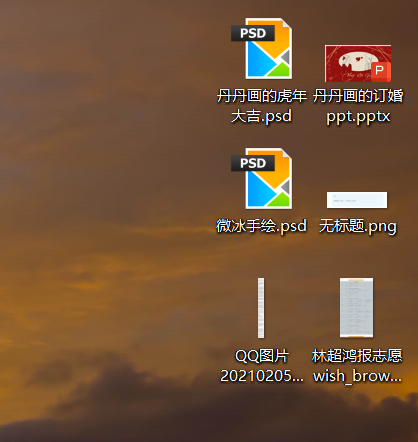 PSD
丹丹画的虎年
大吉.psd
P
丹丹画的订婚
ppt.pptx
PSD
微冰手绘.psd
无标题.png
QQ图片
20210205...
林超鸿报志愿
wish_brow...